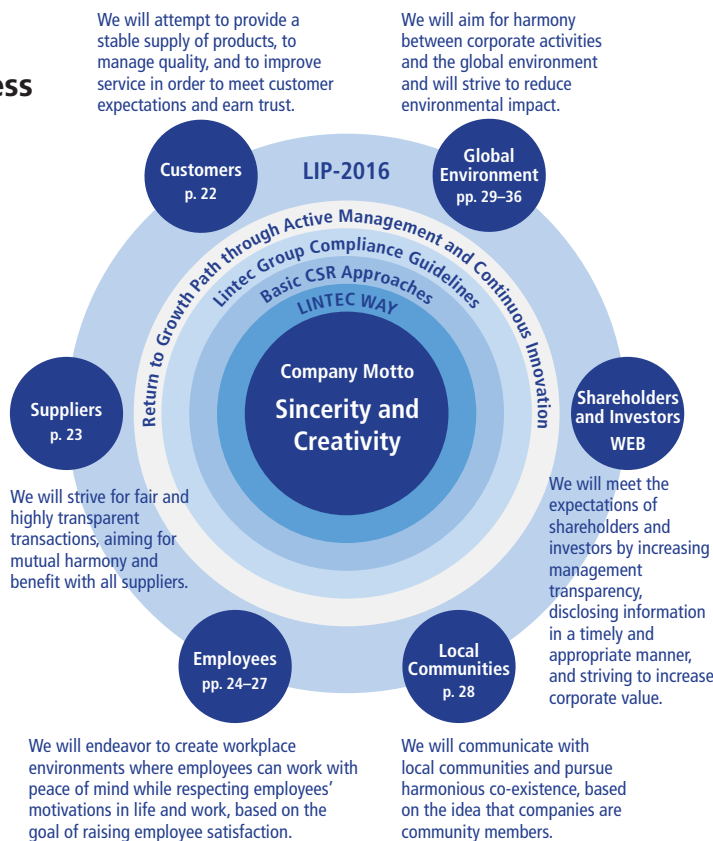 We will attempt to provide a
stable supply of products, to
manage quality, and to improve
service in order to meet customer
expectations and earn trust.
We will aim for harmony
between corporate activities
and the global environment
and will strive to reduce
environmental impact.
ess
Customers
p. 22
LIP-2016
Global
Environment
pp. 29–36
Return to Growth Path through Active Management and Continuous Innovation
Lintec Group Compliance Guidelines
Basic CSR Approaches
LINTEC WAY
Company Motto
Sincerity and
Creativity
Suppliers
p. 23
Shareholders
and Investors
WEB
We will strive for fair and
highly transparent
transactions, aiming for
mutual harmony and
benefit with all suppliers.
We will meet the
expectations of
shareholders and
investors by increasing
management
transparency,
disclosing information
in a timely and
appropriate manner,
and striving to increase
corporate value.
Employees
pp. 24–27
Local
Communities
p. 28
We will endeavor to create workplace
environments where employees can work with
peace of mind while respecting employees’
motivations in life and work, based on the
goal of raising employee satisfaction.
We will communicate with
local communities and pursue
harmonious co-existence, based
on the idea that companies are
community members.